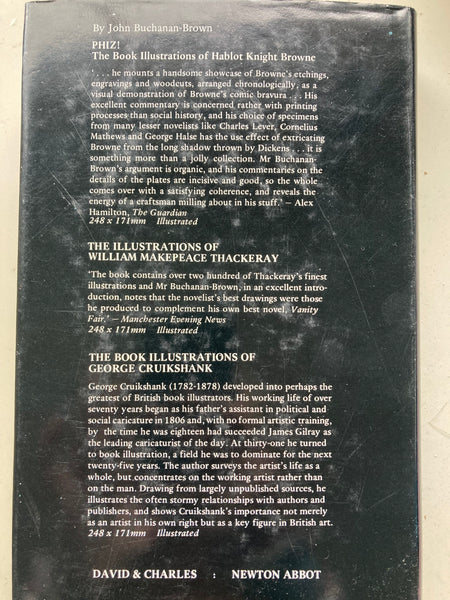 By John Buchanan-Brown
PHIZ!
The Book Illustrations of Hablot Knight Browne
'. . . he mounts a handsome showcase of Browne's etchings,
engravings and woodcuts, arranged chronologically, as a
visual demonstration of Browne's comic bravura . . . His
excellent commentary is concerned rather with printing
processes than social history, and his choice of specimens
from many lesser novelists like Charles Lever, Cornelius
Mathews and George Halse has the use effect of extricating
Browne from the long shadow thrown by Dickens . . . it is
something more than a jolly collection. Mr Buchanan-
Brown's argument is organic, and his commentaries on the
details of the plates are incisive and good, so the whole
comes over with a satisfying coherence, and reveals the
energy of a craftsman milling about in his stuff.' – Alex
Hamilton, The Guardian
248 x 171mm Illustrated
THE ILLUSTRATIONS OF
WILLIAM MAKEPEACE THACKERAY
'The book contains over two hundred of Thackeray's finest
illustrations and Mr Buchanan-Brown, in an excellent intro-
duction, notes that the novelist's best drawings were those
he produced to complement his own best novel, Vanity
Fair.' – Manchester Evening News
248 x 171mm Illustrated
THE BOOK ILLUSTRATIONS OF
GEORGE CRUIKSHANK
George Cruikshank (1782-1878) developed into perhaps the
greatest of British book illustrators. His working life of over
seventy years began as his father's assistant in political and
social caricature in 1806 and, with no formal artistic training,
by the time he was eighteen had succeeded James Gilray as
the leading caricaturist of the day. At thirty-one he turned
to book illustration, a field he was to dominate for the next
twenty-five years. The author surveys the artist's life as a
whole, but concentrates on the working artist rather than
on the man. Drawing from largely unpublished sources, he
illustrates the often stormy relationships with authors and
publishers, and shows Cruikshank's importance not merely
as an artist in his own right but as a key figure in British art.
248 x 171mm Illustrated
DAVID & CHARLES : NEWTON ABBOT